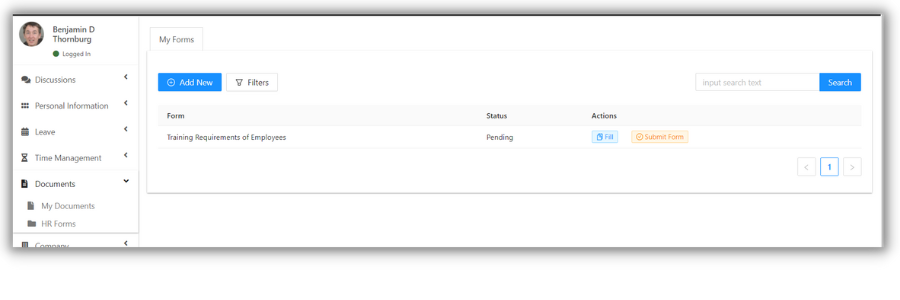 Benjamin D
Thornburg
Logged In
Discussions
Personal Information
Leave
Time Management
Documents
My Documents
HR Forms
Company
My Forms
Add New Filters input search text Search
Form Status Actions
Training Requirements of Employees Pending Fill Submit Form
< 1 >